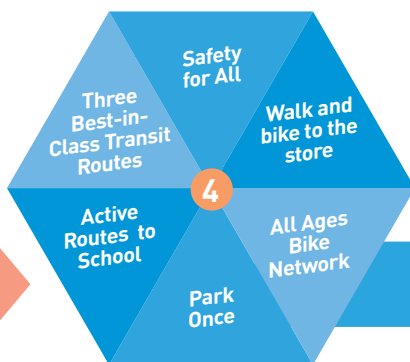 Safety
for All
Three
Best-in-
Class Transit
Routes
Walk and
bike to the
store
4
Active
Routes to
School
All Ages
Bike
Network
Park
Once